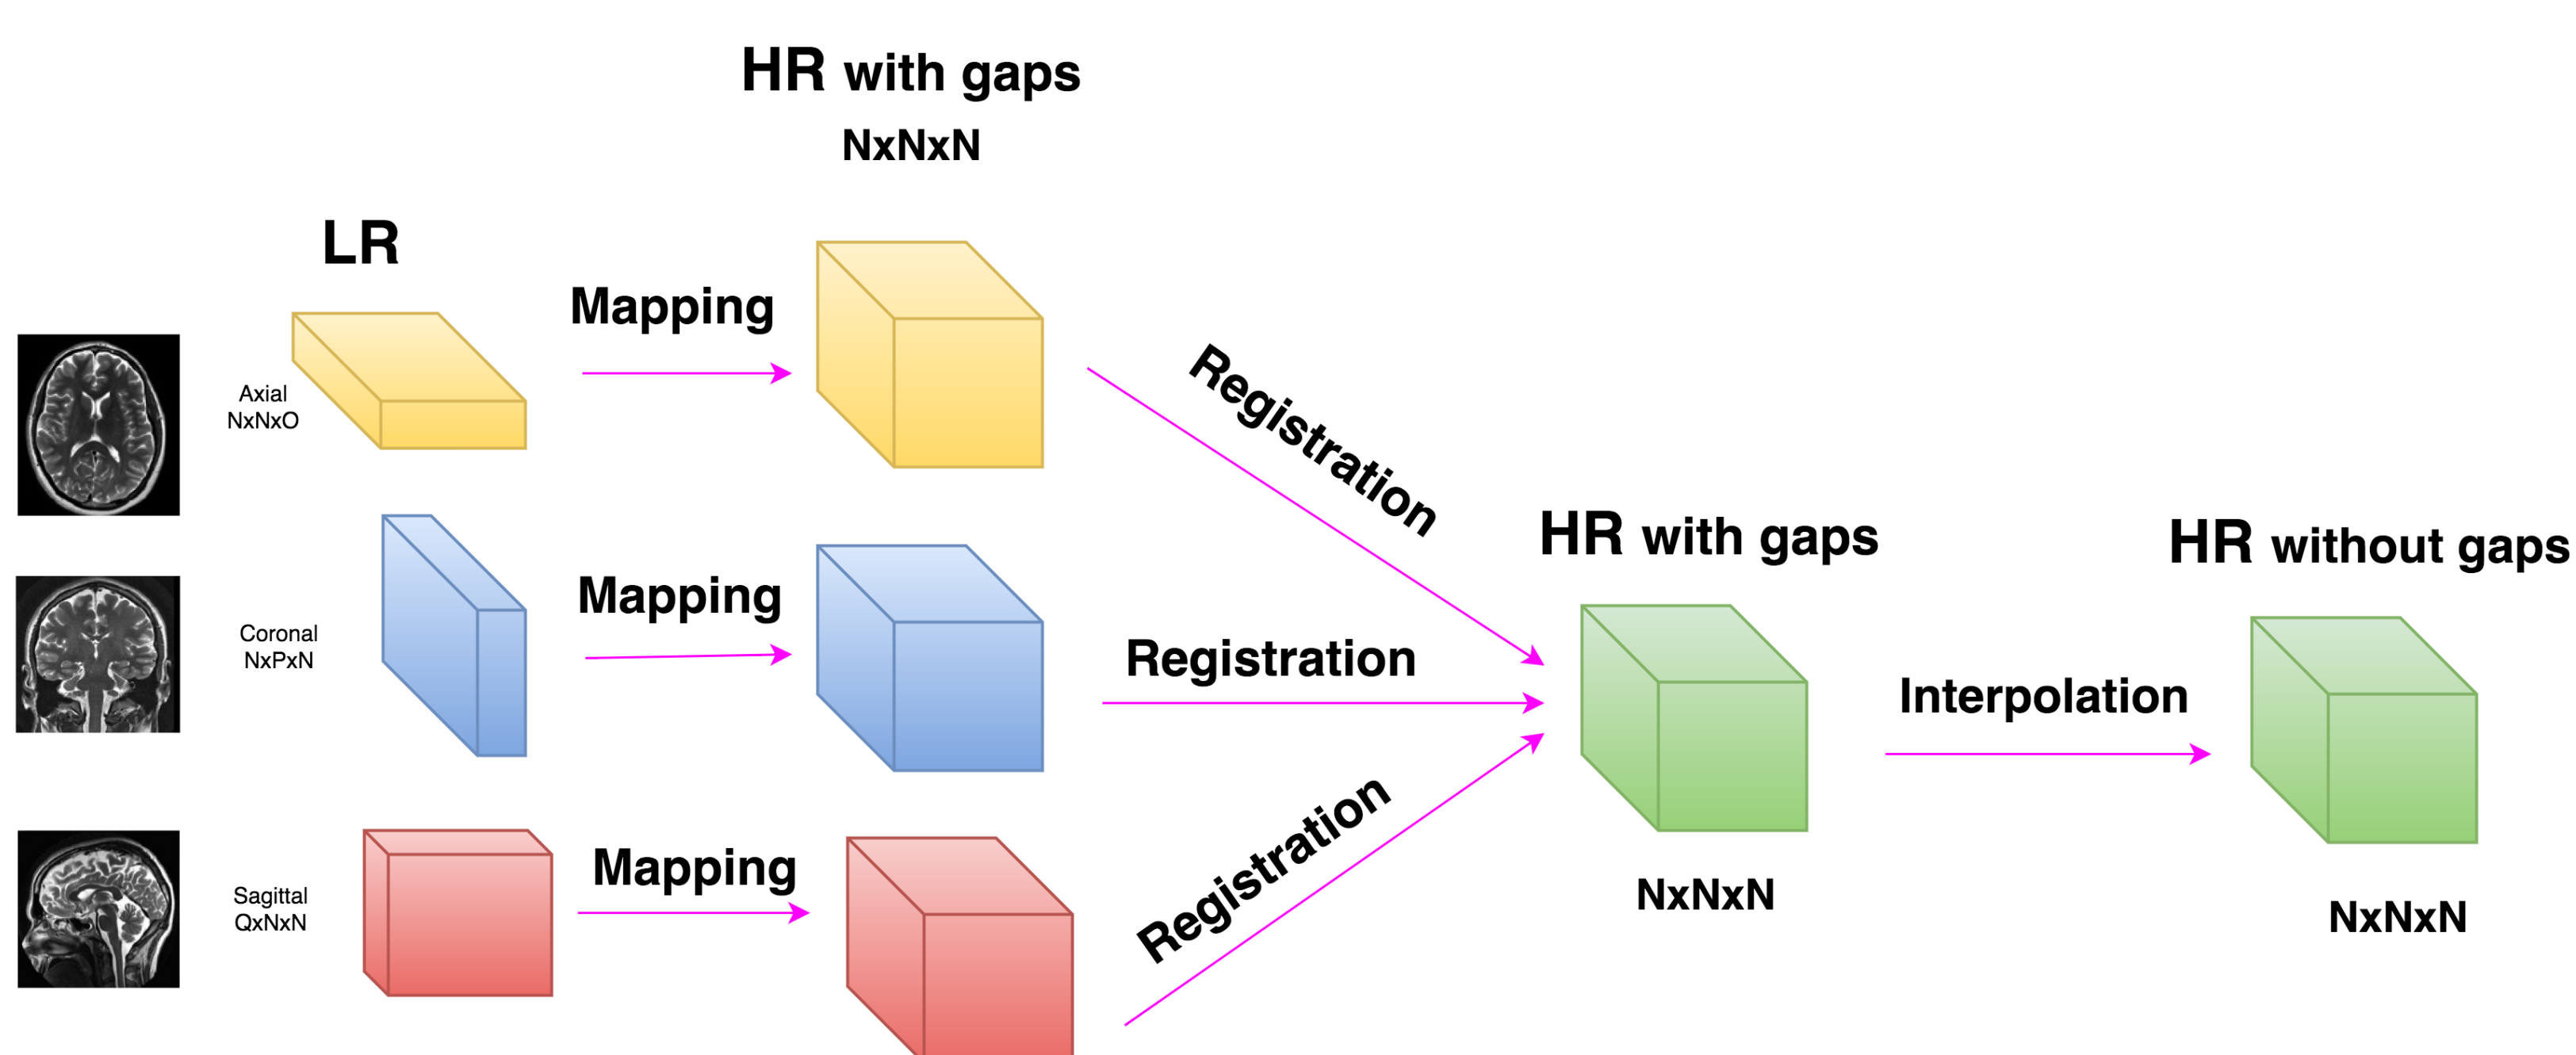 HR with gaps
NxNxN
LR
Mapping
Axial
NxNxO
Registration
Mapping
Coronal
NxPxN
Registration
HR with gaps
HR without gaps
Interpolation
Mapping
Sagittal
QxNxN
Registration
NxNxN
NxNxN